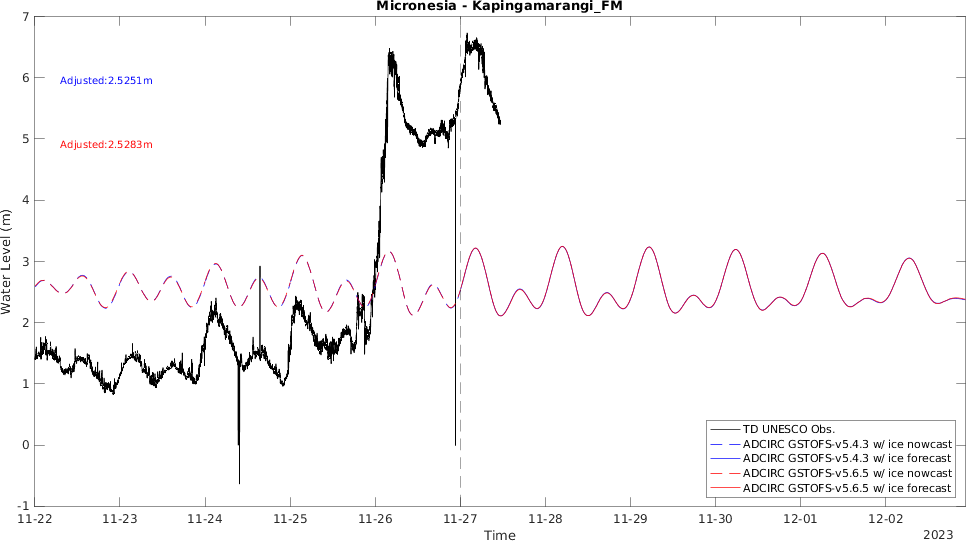 Micronesia - Kapingamarangi_FM
7
6
5
4
3
2
1
0
-1
Water Level (m)
Adjusted:2.5251m
Adjusted:2.5283m
TD UNESCO Obs.
ADCIRC GSTOFS-v5.4.3 w/ ice nowcast
ADCIRC GSTOFS-v5.4.3 w/ ice forecast
ADCIRC GSTOFS-v5.6.5 w/ ice nowcast
ADCIRC GSTOFS-v5.6.5 w/ ice forecast
11-22 11-23 11-24 11-25 11-26 11-27 11-28 11-29 11-30 12-01 12-02
Time
2023